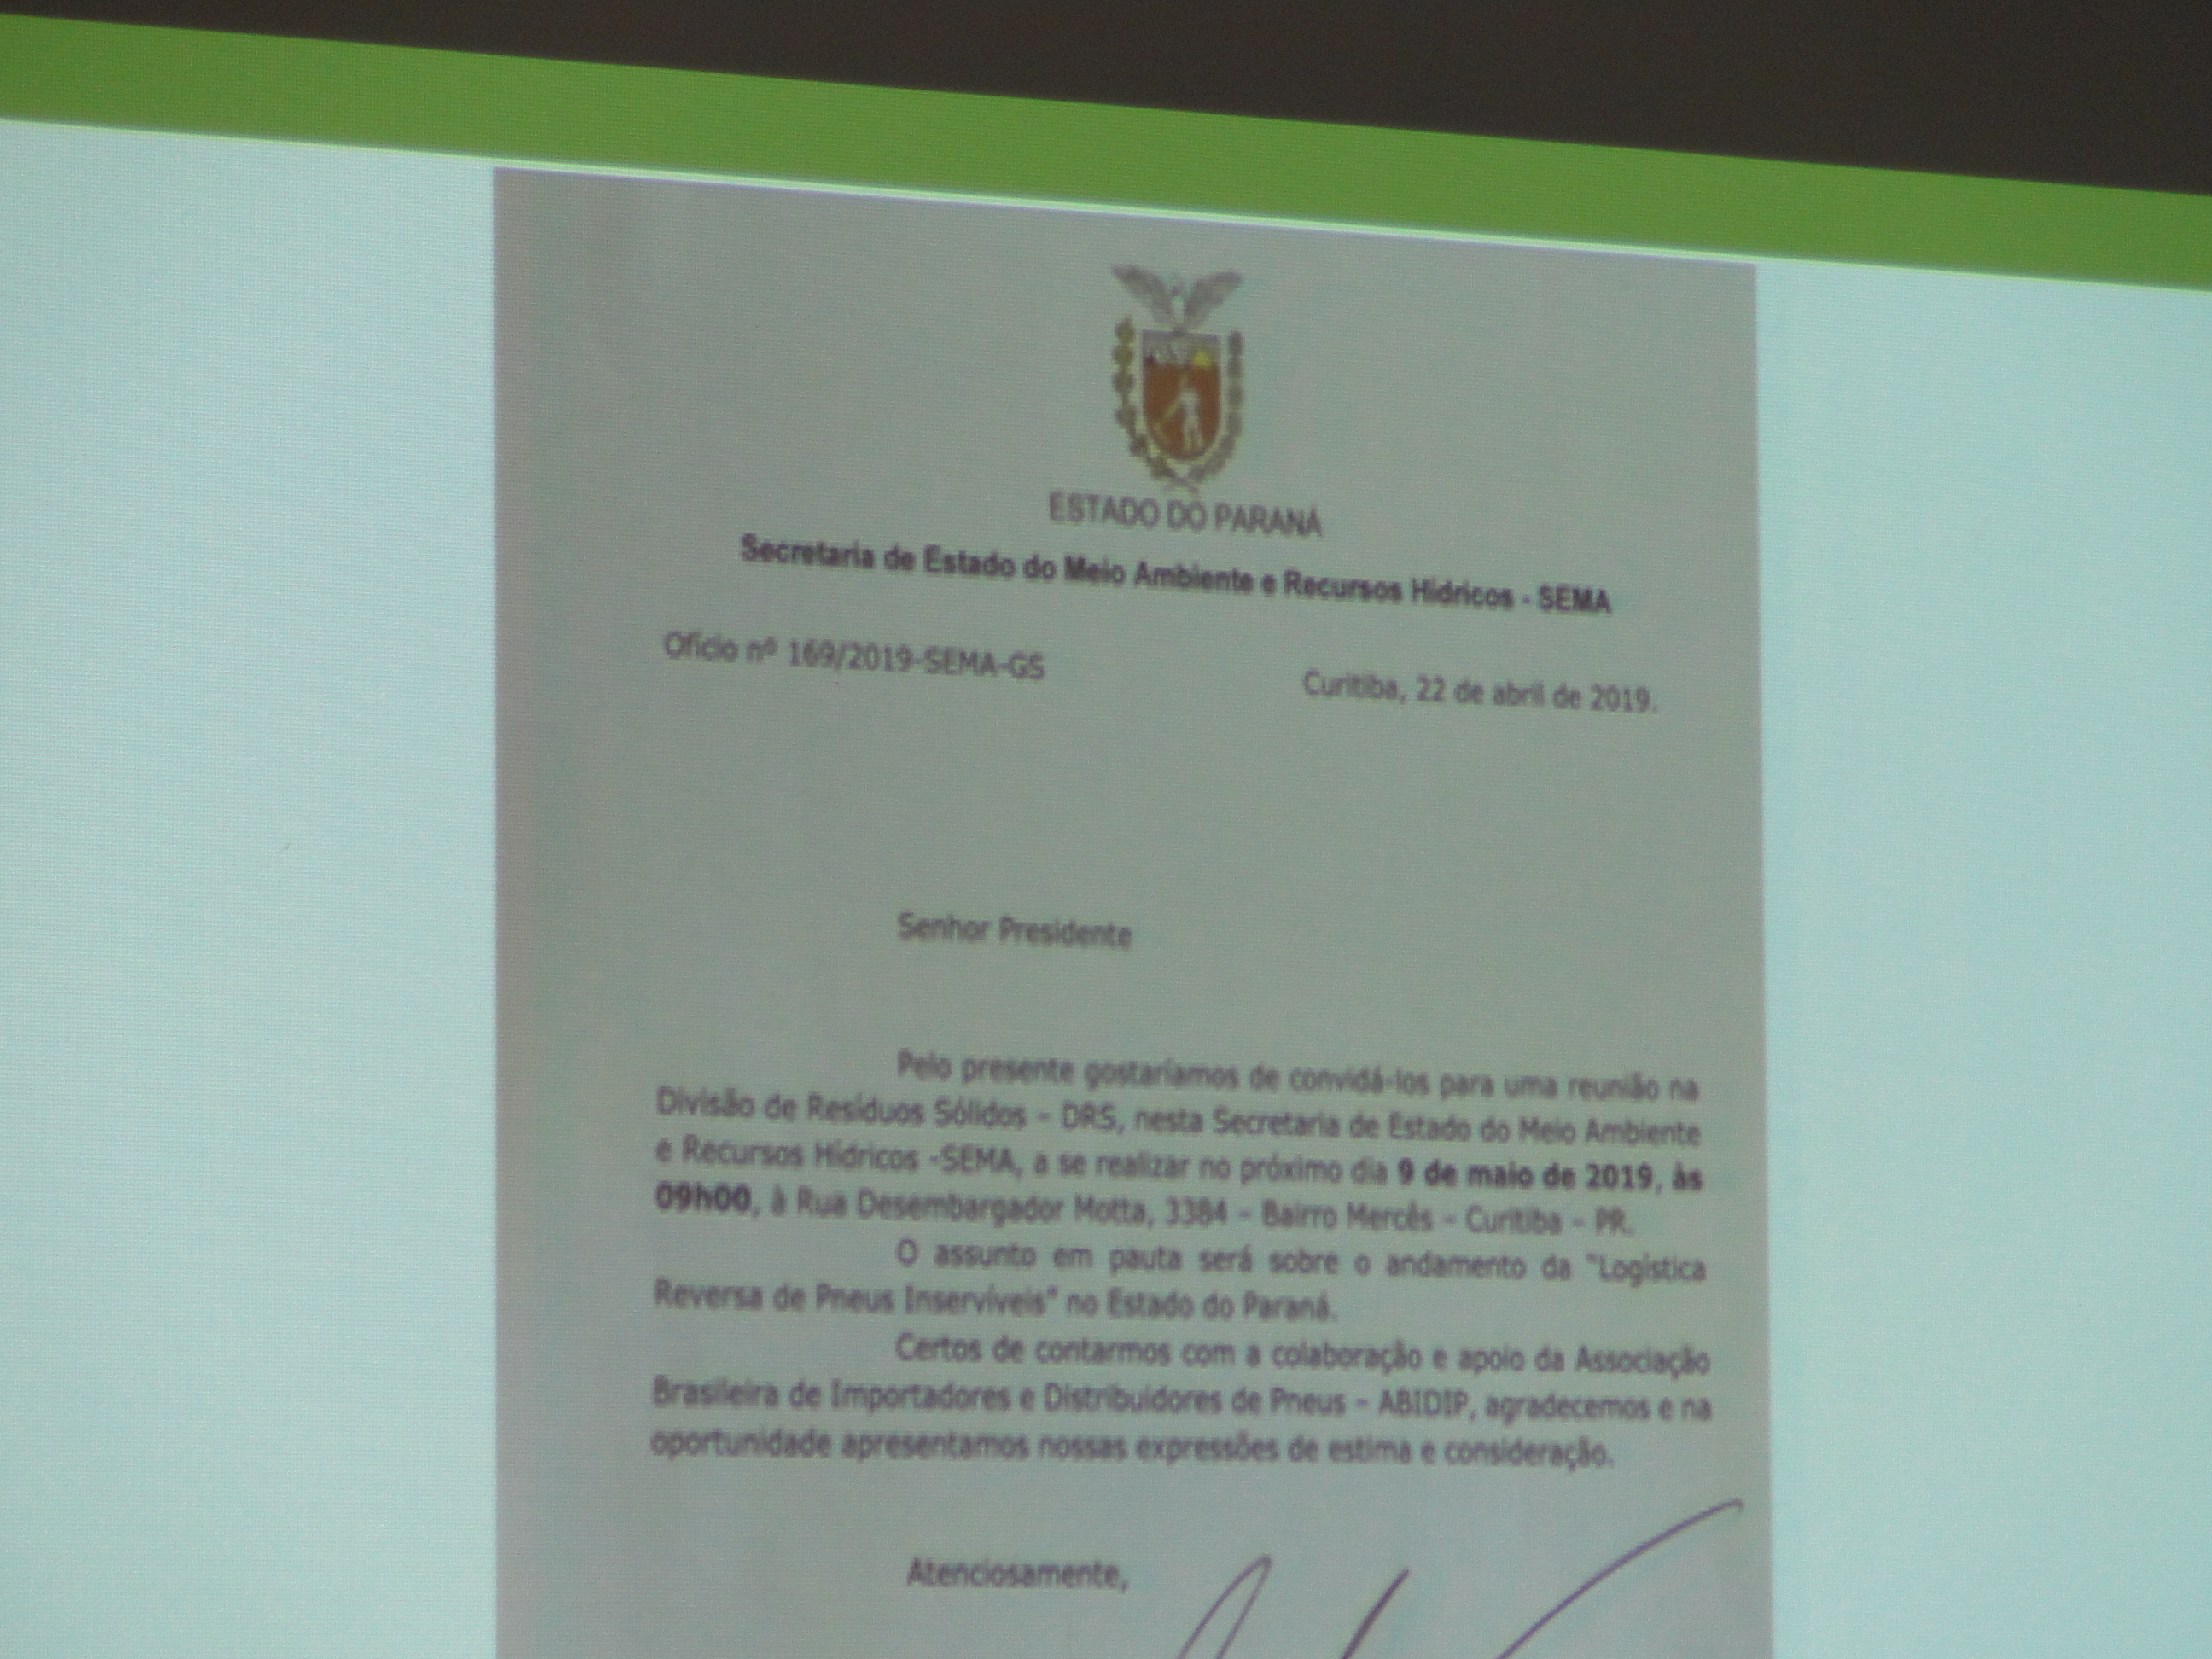 ESTADO DO PARANÁ
Secretaria de Estado do Meio Ambiente e Recursos Hídricos - SEMA
Ofício nº 169/2019-SEMA-GS
Curitiba, 22 de abril de 2019.
Senhor Presidente
Pelo presente gostaríamos de convidá-los para uma reunião na
Divisão de Resíduos Sólidos – DRS, nesta Secretaria de Estado do Meio Ambiente
e Recursos Hídricos -SEMA, a se realizar no próximo dia 9 de maio de 2019, às
09h00, à Rua Desembargador Motta, 3384 – Bairro Mercês – Curitiba – PR.
O assunto em pauta será sobre o andamento da "Logística
Reversa de Pneus Inservíveis" no Estado do Paraná.
Certos de contarmos com a colaboração e apoio da Associação
Brasileira de Importadores e Distribuidores de Pneus – ABIDIP, agradecemos e na
oportunidade apresentamos nossas expressões de estima e consideração.
Atenciosamente,